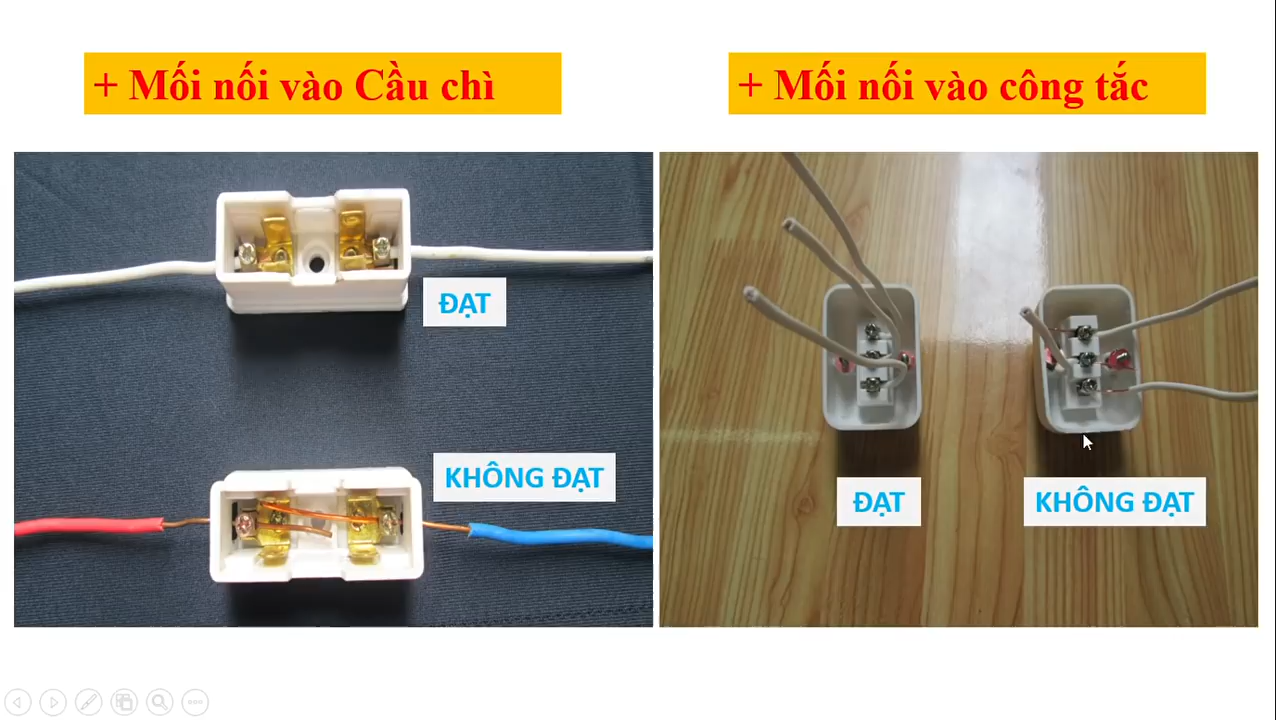 + Mối nối vào Cầu chì
+ Mối nối vào công tắc
ĐẠT
KHÔNG ĐẠT
ĐẠT
KHÔNG ĐẠT